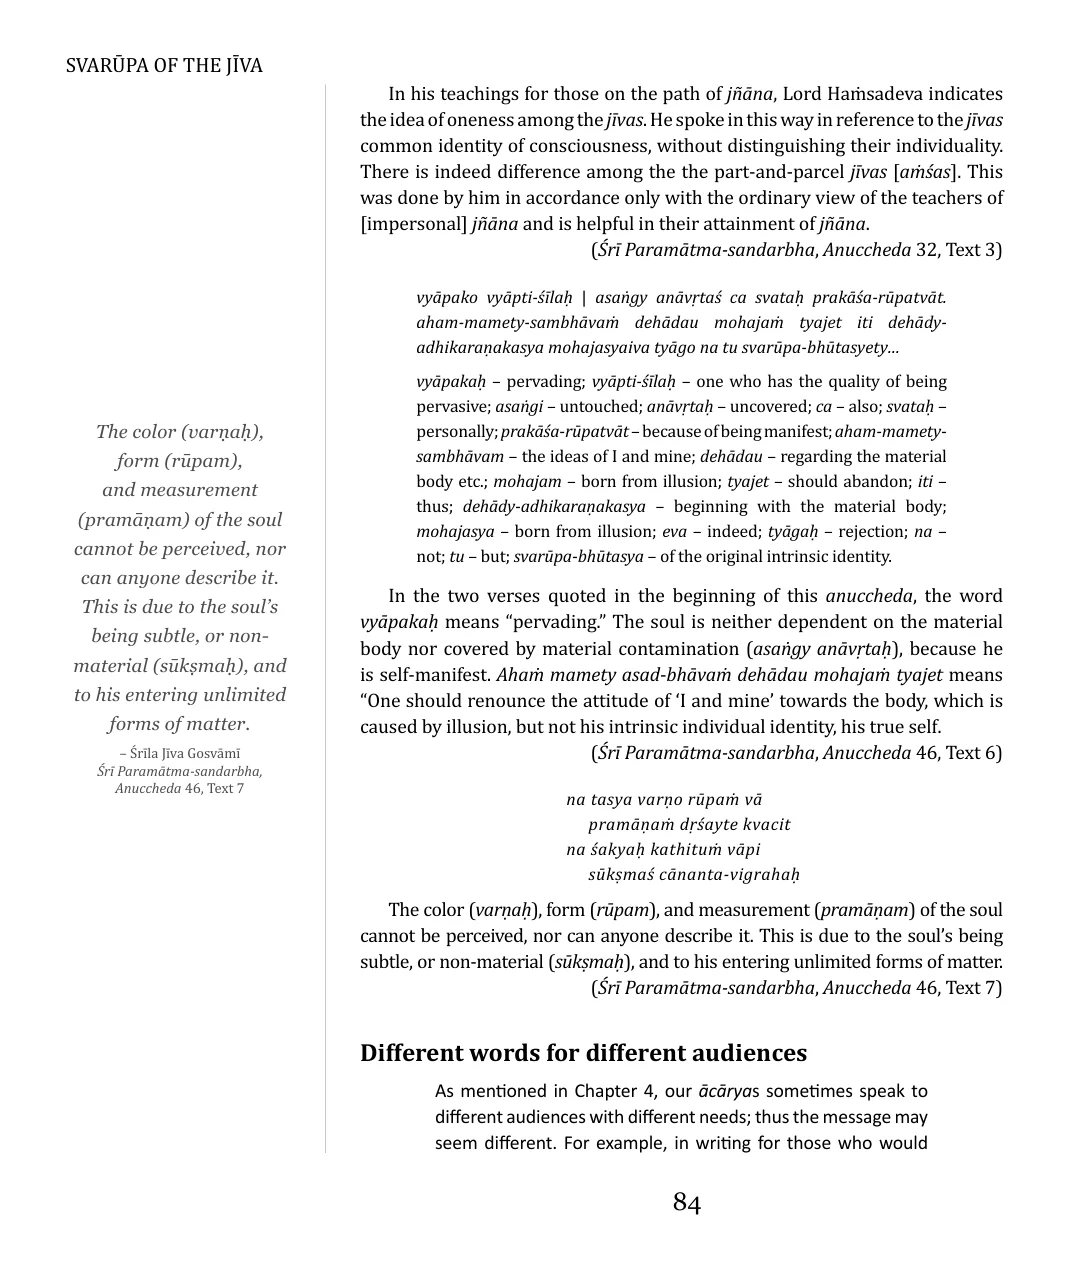 SVARŪPA OF THE JĪVA
In his teachings for those on the path of jñāna, Lord Haṁsadeva indicates
the idea of oneness among the jīvas. He spoke in this way in reference to the jīvas
common identity of consciousness, without distinguishing their individuality.
There is indeed difference among the the part-and-parcel jīvas [aṁśas]. This
was done by him in accordance only with the ordinary view of the teachers of
[impersonal] jñāna and is helpful in their attainment of jñāna.
(Śrī Paramātma-sandarbha, Anuccheda 32, Text 3)
vyāpako vyāpti-śīlaḥ | asaṅgy anāvṛtaś ca svataḥ prakāśa-rūpatvāt.
aham-mamety-sambhāvaṁ dehādau mohajaṁ tyajet iti dehādy-
adhikaraṇakasya mohajasyaiva tyāgo na tu svarūpa-bhūtasyety...
vyāpakaḥ – pervading; vyāpti-śīlaḥ – one who has the quality of being
pervasive; asaṅgi – untouched; anāvṛtaḥ – uncovered; ca – also; svataḥ –
personally; prakāśa-rūpatvāt – because of being manifest; aham-mamety-
sambhāvam – the ideas of I and mine; dehādau – regarding the material
body etc.; mohajam – born from illusion; tyajet – should abandon; iti –
thus; dehādy-adhikaraṇakasya – beginning with the material body;
mohajasya – born from illusion; eva – indeed; tyāgaḥ – rejection; na –
not; tu – but; svarūpa-bhūtasya – of the original intrinsic identity.
In the two verses quoted in the beginning of this anuccheda, the word
vyāpakaḥ means “pervading.” The soul is neither dependent on the material
body nor covered by material contamination (asaṅgy anāvṛtaḥ), because he
is self-manifest. Ahaṁ mamety asad-bhāvaṁ dehādau mohajaṁ tyajet means
“One should renounce the attitude of ‘I and mine’ towards the body, which is
caused by illusion, but not his intrinsic individual identity, his true self.
(Śrī Paramātma-sandarbha, Anuccheda 46, Text 6)
na tasya varṇo rūpaṁ vā
pramāṇaṁ dṛśayte kvacit
na śakyaḥ kathituṁ vāpi
sūkṣmaś cānanta-vigrahaḥ
The color (varṇaḥ), form (rūpam), and measurement (pramāṇam) of the soul
cannot be perceived, nor can anyone describe it. This is due to the soul’s being
subtle, or non-material (sūkṣmaḥ), and to his entering unlimited forms of matter.
(Śrī Paramātma-sandarbha, Anuccheda 46, Text 7)
Different words for different audiences
As mentioned in Chapter 4, our ācāryas sometimes speak to
different audiences with different needs; thus the message may
seem different. For example, in writing for those who would
The color (varṇaḥ),
form (rūpam),
and measurement
(pramāṇam) of the soul
cannot be perceived, nor
can anyone describe it.
This is due to the soul’s
being subtle, or non-
material (sūkṣmaḥ), and
to his entering unlimited
forms of matter.
– Śrīla Jīva Gosvāmī
Śrī Paramātma-sandarbha,
Anuccheda 46, Text 7
84